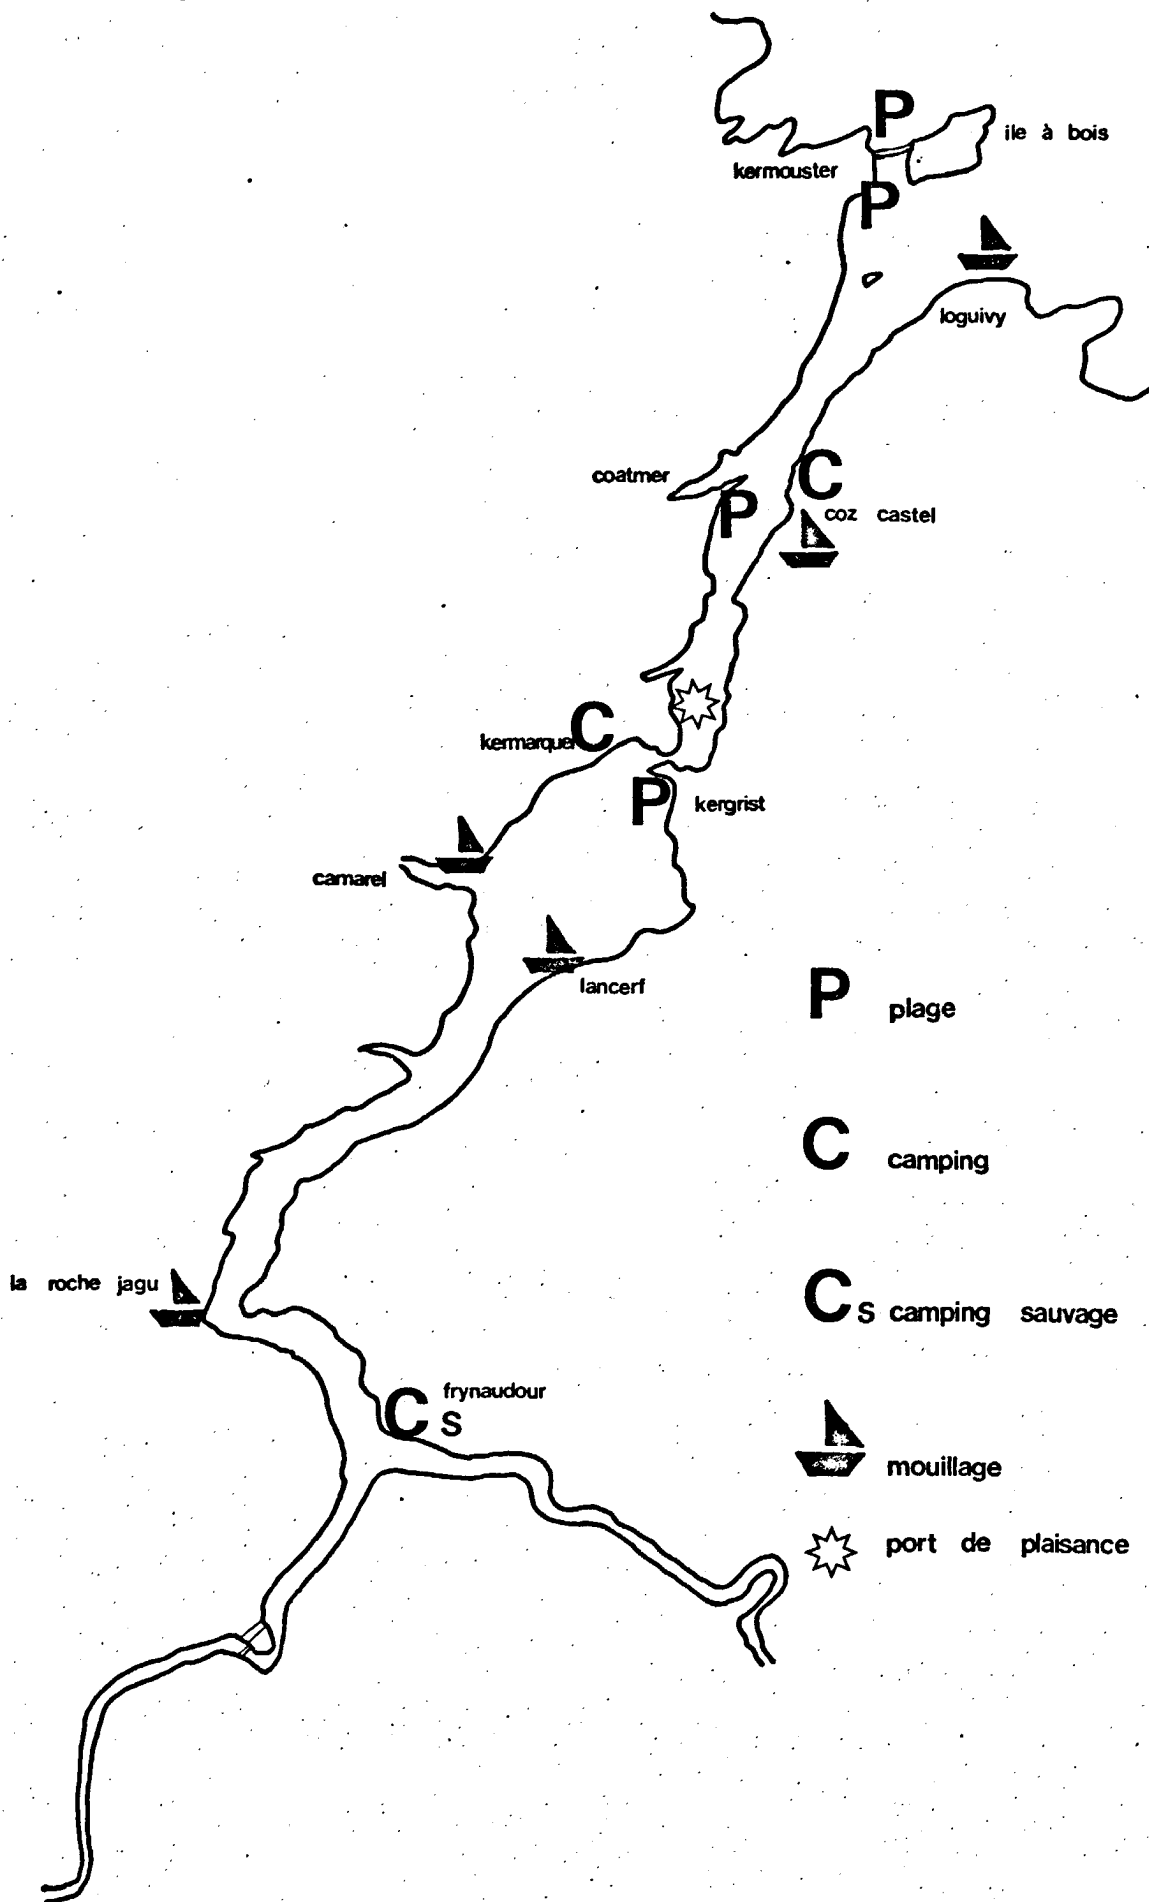 P
ile à bois
kermouster
P
loguivy
coatmer
C
P
coz castel
C
kermarquer
P
kergrist
camarel
lancerf
P plage
C camping
la roche jagu
Cs camping sauvage
frynaudour
Cs
mouillage
port de plaisance